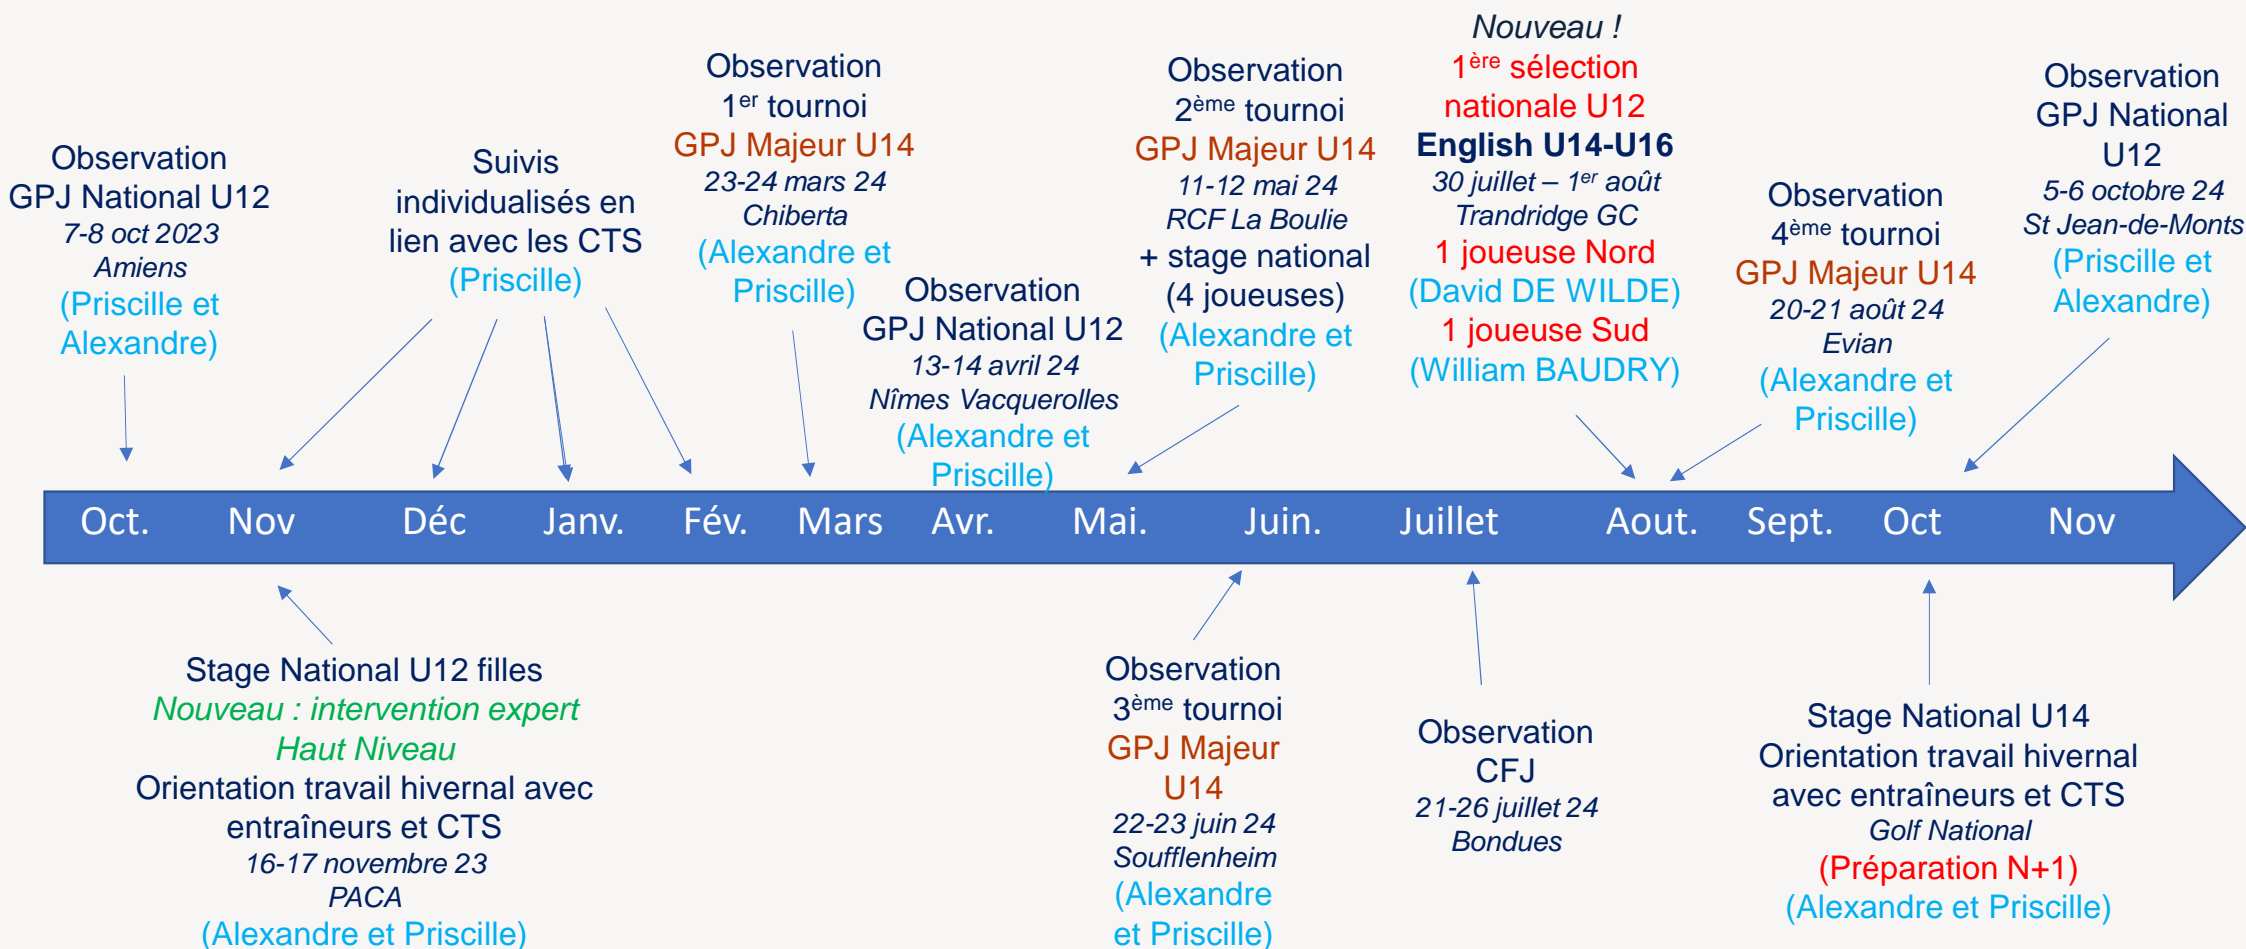 Observation
GPJ National U12
7-8 oct 2023
Amiens
(Priscille et
Alexandre)
Suivis
individualisés en
lien avec les CTS
(Priscille)
Observation
1er tournoi
GPJ Majeur U14
23-24 mars 24
Chiberta
(Alexandre et
Priscille)
Observation
GPJ National U12
13-14 avril 24
Nîmes Vacquerolles
(Alexandre et
Priscille)
Observation
2ème tournoi
GPJ Majeur U14
11-12 mai 24
RCF La Boulie
+ stage national
(4 joueuses)
(Alexandre et
Priscille)
Nouveau !
1ère sélection
nationale U12
English U14-U16
30 juillet – 1er août
Trandridge GC
1 joueuse Nord
(David DE WILDE)
1 joueuse Sud
(William BAUDRY)
Observation
4ème tournoi
GPJ Majeur U14
20-21 août 24
Evian
(Alexandre et
Priscille)
Observation
GPJ National
U12
5-6 octobre 24
St Jean-de-Monts
(Priscille et
Alexandre)
Oct. Nov Déc Janv. Fév. Mars Avr. Mai. Juin. Juillet Aout. Sept. Oct Nov
Stage National U12 filles
Nouveau : intervention expert
Haut Niveau
Orientation travail hivernal avec
entraîneurs et CTS
16-17 novembre 23
PACA
(Alexandre et Priscille)
Observation
3ème tournoi
GPJ Majeur
U14
22-23 juin 24
Soufflenheim
(Alexandre
et Priscille)
Observation
CFJ
21-26 juillet 24
Bondues
Stage National U14
Orientation travail hivernal
avec entraîneurs et CTS
Golf National
(Préparation N+1)
(Alexandre et Priscille)